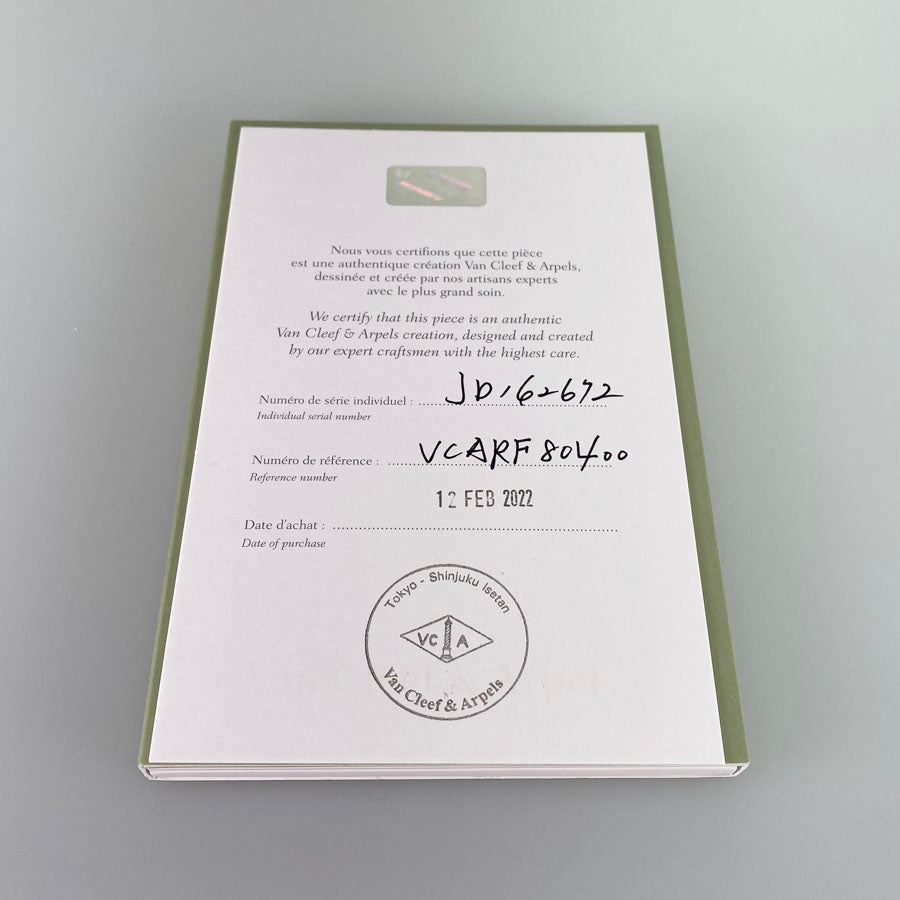 Nous vous certifions que cette pièce
est une authentique création Van Cleef & Arpels,
dessinée et créée par nos artisans experts
avec le plus grand soin.
We certify that this piece is an authentic
Van Cleef & Arpels creation, designed and created
by our expert craftsmen with the highest care.
Numéro de série individuel : JD162672
Individual serial number
Numéro de référence : VCARF80400
Reference number
12 FEB 2022
Date d'achat :
Date of purchase
Tokyo - Shinjuku Isetan
VC A
Van Cleef & Arpels